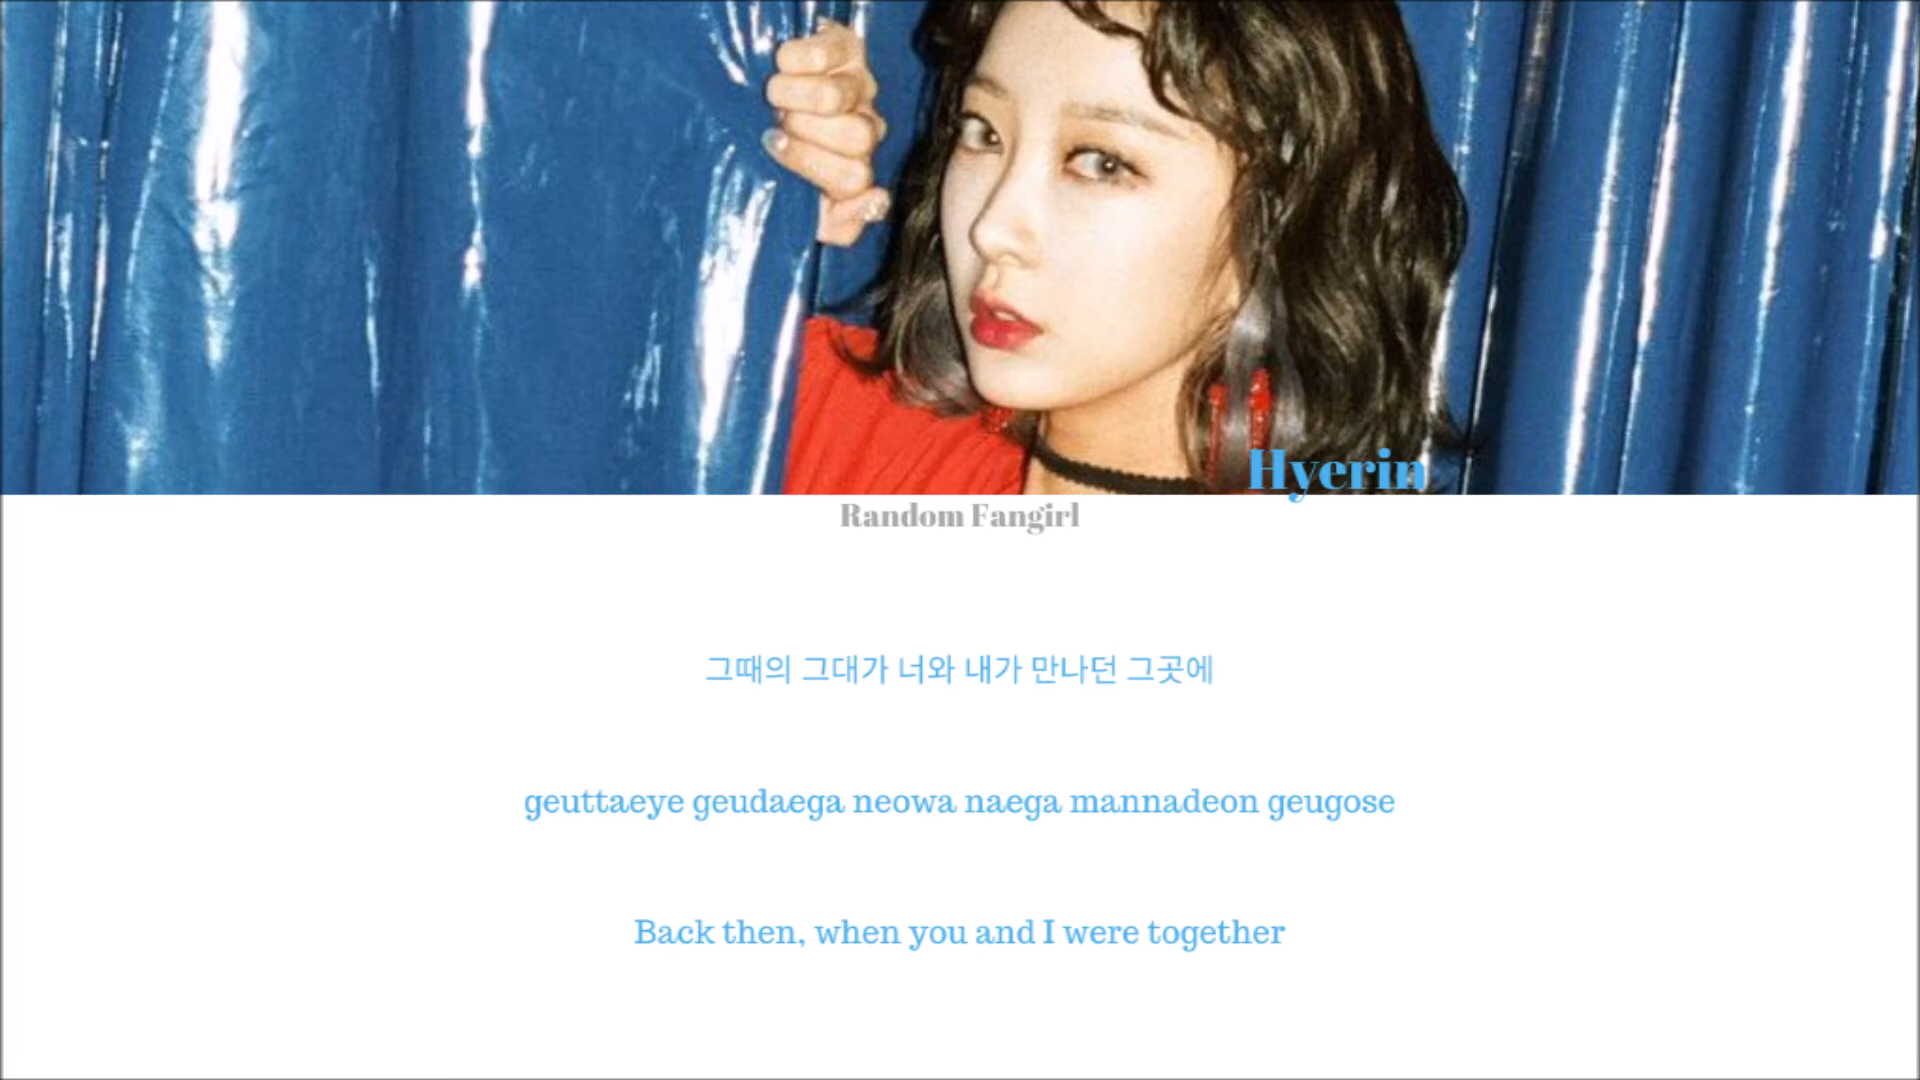 Hyerin
Random Fangirl
그때의 그대가 너와 내가 만나던 그곳에
geuttaeye geudaega neowa naega mannadeon geugose
Back then, when you and I were together